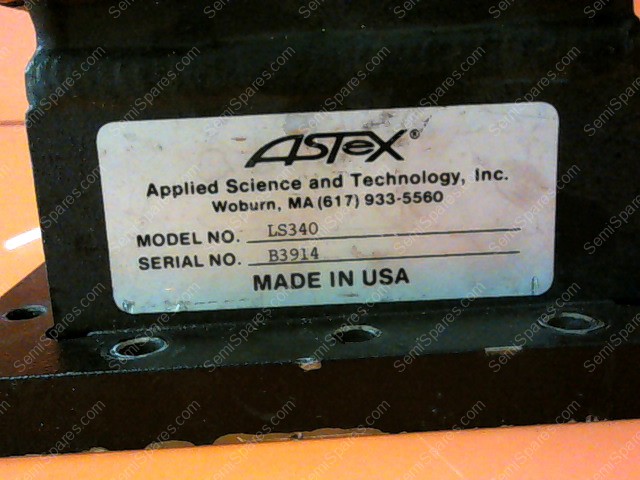 ASTeX®
Applied Science and Technology, Inc.
Woburn, MA (617) 933-5560
MODEL NO. LS340
SERIAL NO. B3914
MADE IN USA
SemiSpares.com